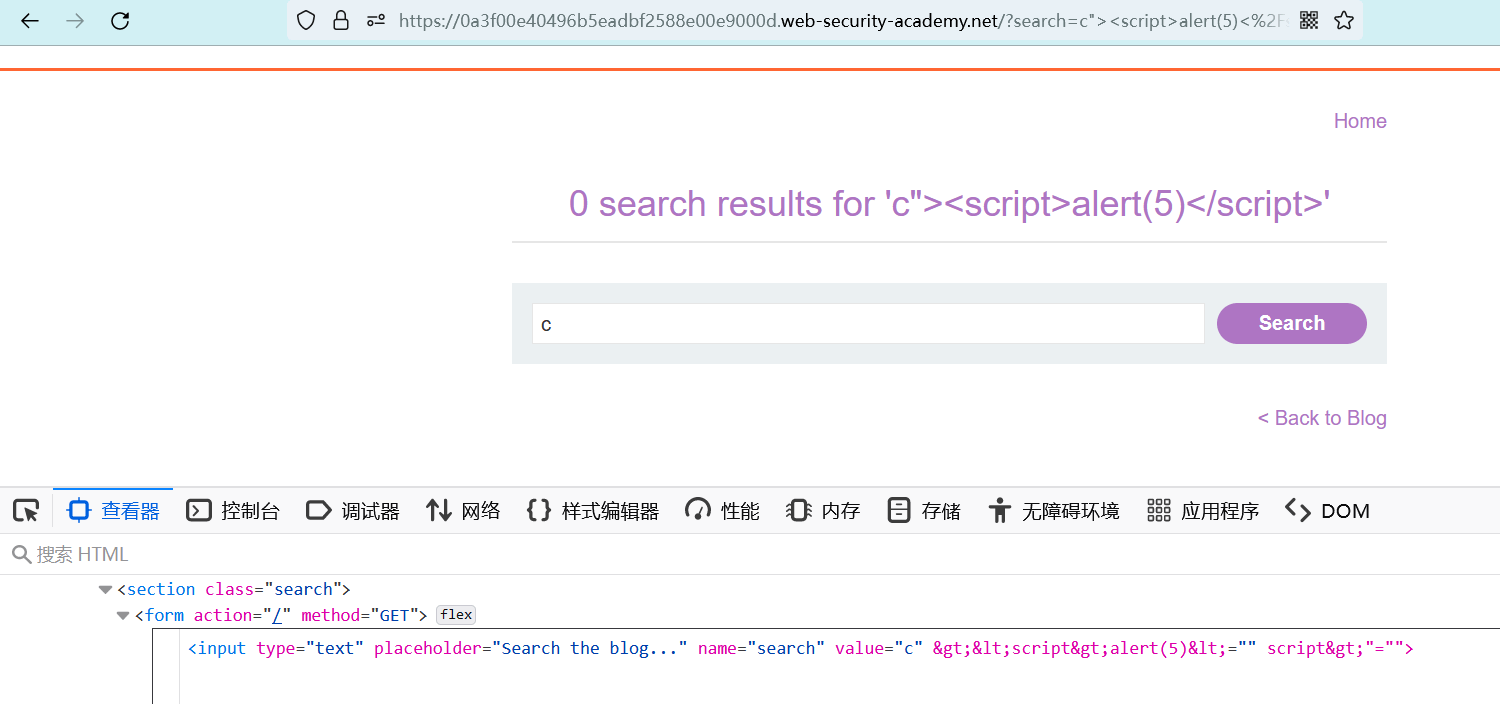 https://0a3f00e40496b5eadbf2588e00e9000d.web-security-academy.net/?search=c"><script>alert(5)<%2F
Home
0 search results for 'c"><script>alert(5)</script>'
c
Search
< Back to Blog
查看器 控制台 调试器 网络 样式编辑器 性能 内存 存储 无障碍环境 应用程序 DOM
搜索 HTML
<section class="search">
<form action="/" method="GET"> flex
<input type="text" placeholder="Search the blog..." name="search" value="c" &gt;&lt;script&gt;alert(5)&lt;="" script&gt;"="">